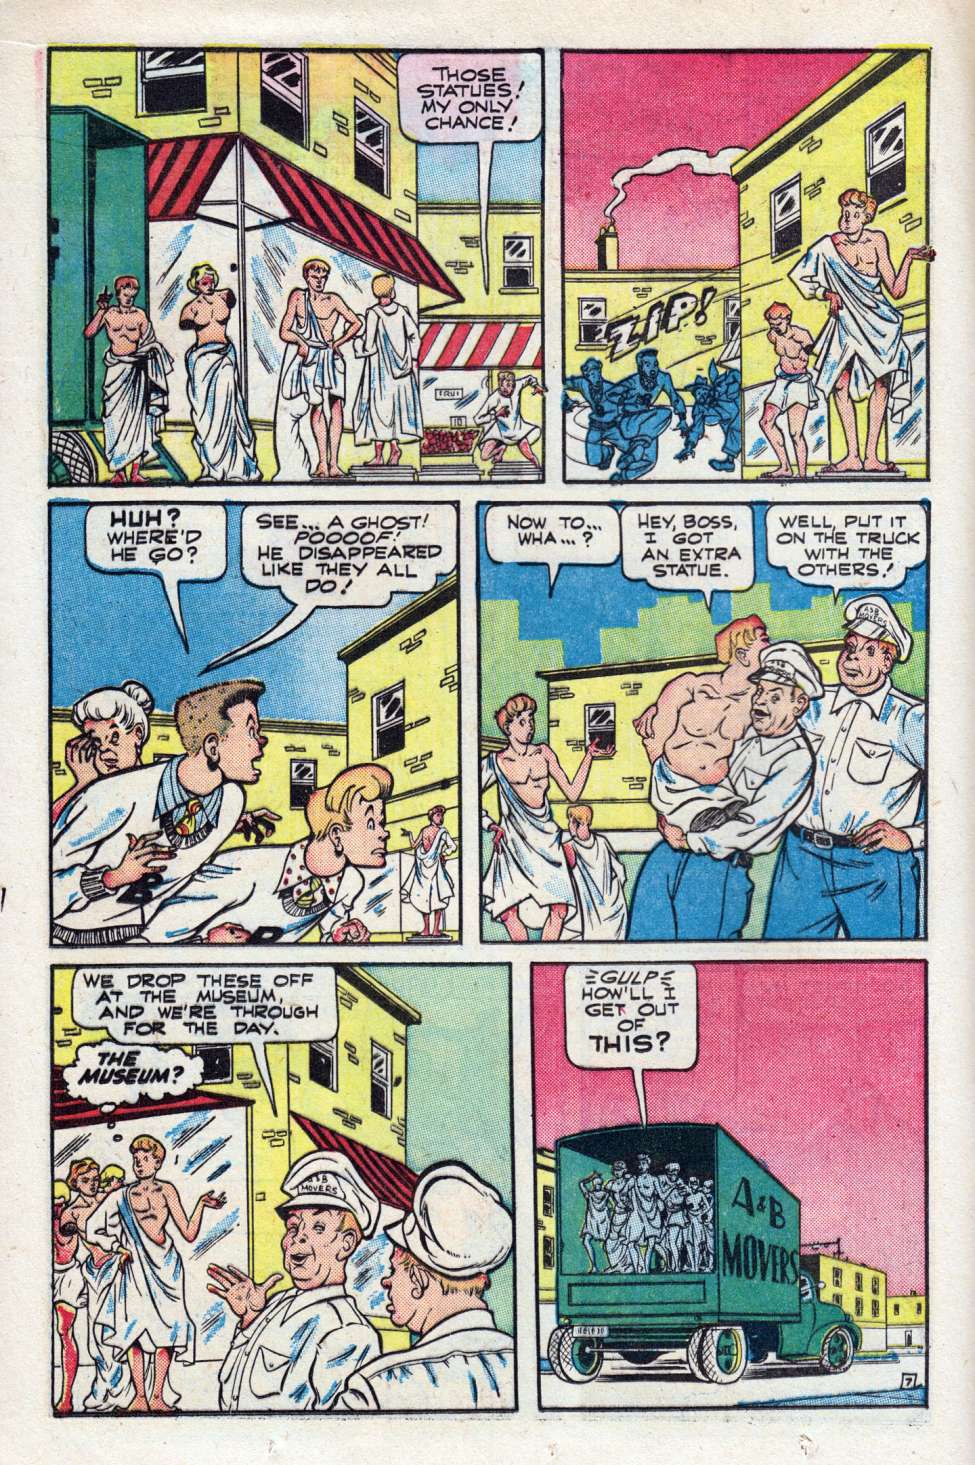 THOSE
STATUES!
MY ONLY
CHANCE!
FRUI
10
ZIP!
HUH?
WHERE'D
HE GO?
SEE... A GHOST!
POOOOF!
HE DISAPPEARED
LIKE THEY ALL
DO!
NOW TO...
WHA...?
HEY, BOSS,
I GOT
AN EXTRA
STATUE.
WELL, PUT IT
ON THE TRUCK
WITH THE
OTHERS!
A&B
MOVERS
WE DROP THESE OFF
AT THE MUSEUM,
AND WE'RE THROUGH
FOR THE DAY.
THE
MUSEUM?
A&B
MOVERS
GULP
HOW'LL I
GET OUT
OF
THIS?
A&B
MOVERS
7